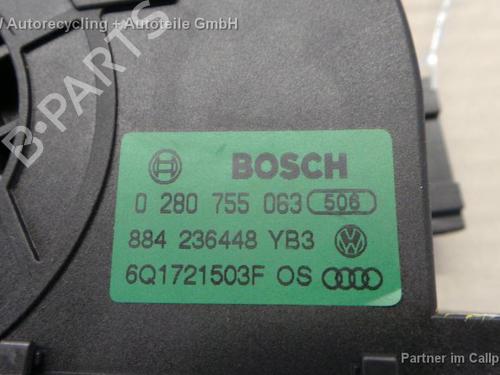 W Autorecycling +Autoteile GmbH
B-PARTS
BOSCH
0 280 755 063 506
884 236448 YB3
6Q1721503F OS
Partner im Callp